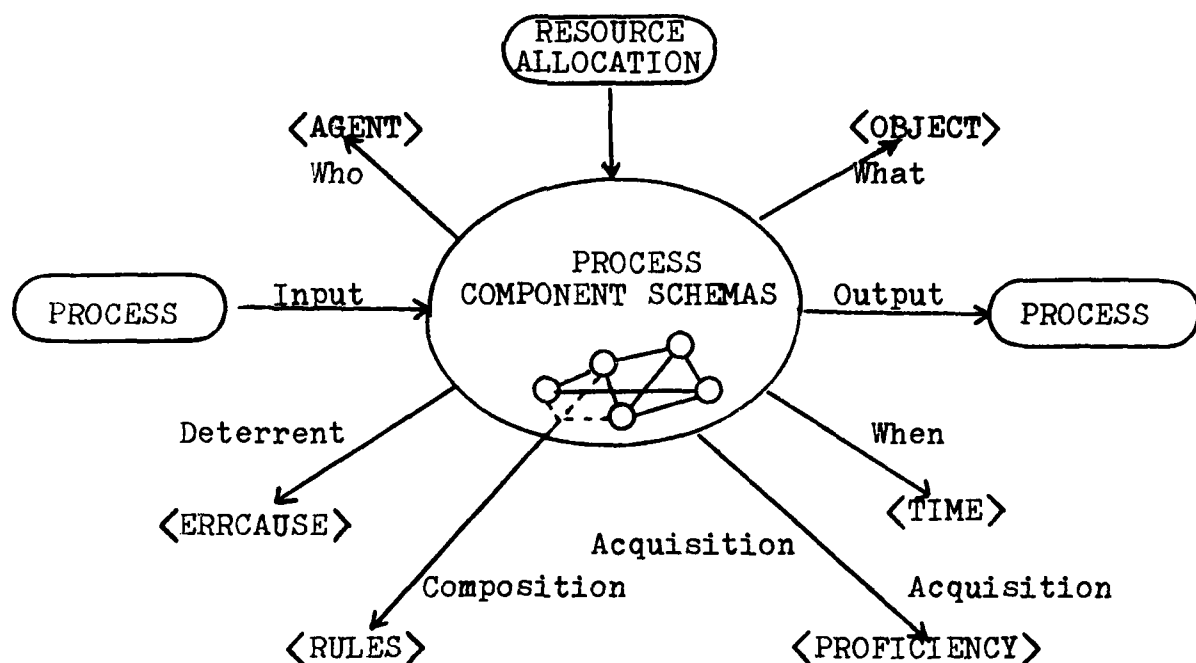 RESOURCE
ALLOCATION
<AGENT>
<OBJECT>
Who
What
PROCESS
COMPONENT SCHEMAS
PROCESS
Input
Output
PROCESS
Deterrent
When
<ERRCAUSE>
<TIME>
Acquisition
Composition
Acquisition
<RULES>
<PROFICIENCY>